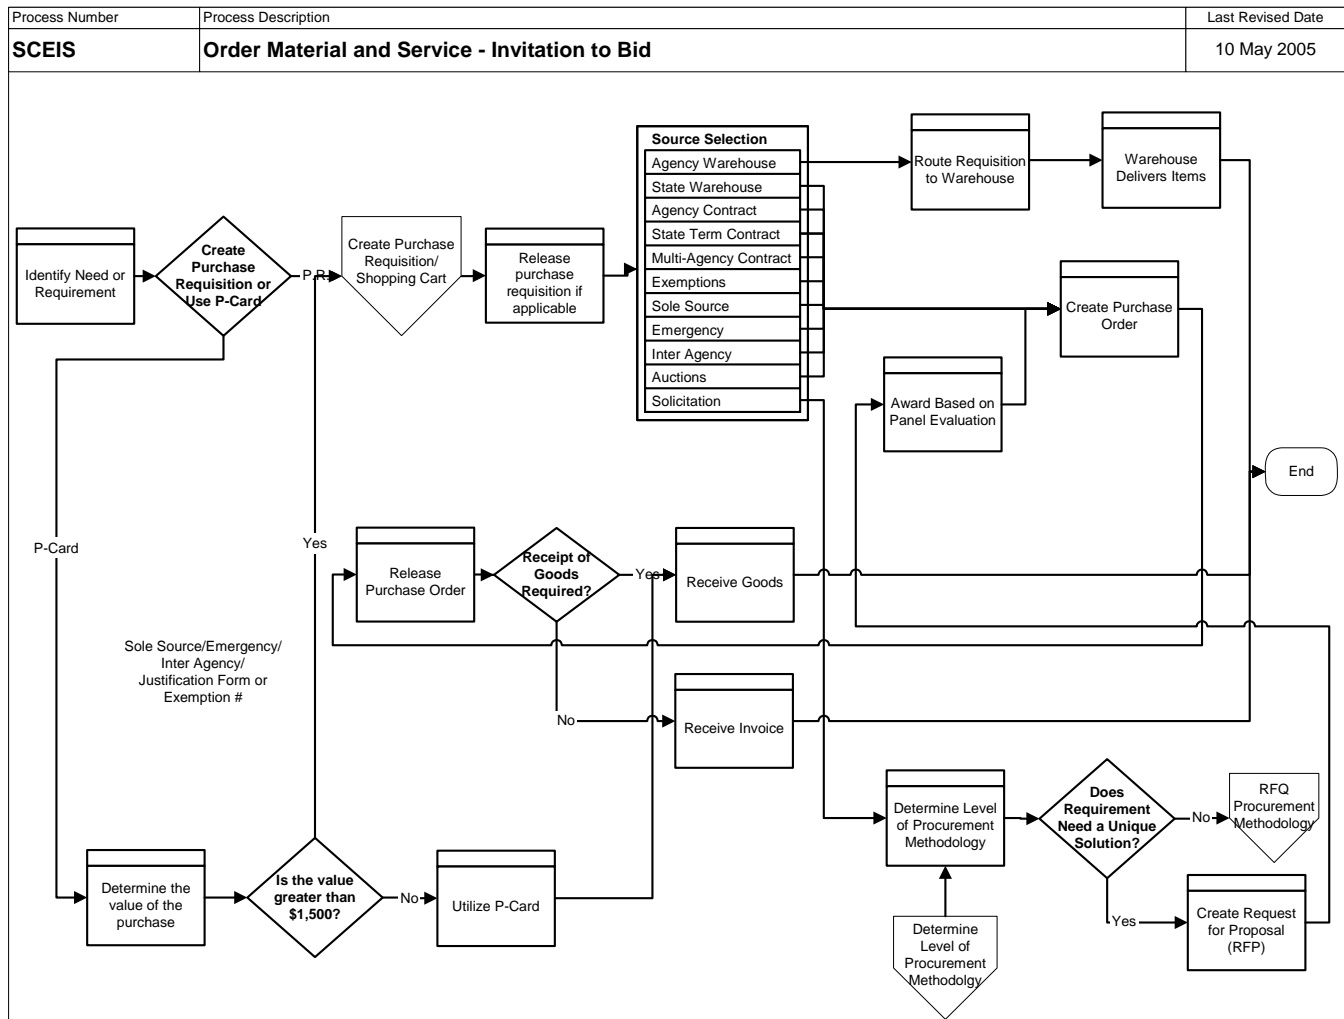 Process Number
Process Description
Last Revised Date
SCEIS
Order Material and Service - Invitation to Bid
10 May 2005
Identify Need or
Requirement
Create
Purchase
Requisition or
Use P-Card
P.R.
Create Purchase
Requisition/
Shopping Cart
Release
purchase
requisition if
applicable
Source Selection
Agency Warehouse
State Warehouse
Agency Contract
State Term Contract
Multi-Agency Contract
Exemptions
Sole Source
Emergency
Inter Agency
Auctions
Solicitation
Route Requisition
to Warehouse
Warehouse
Delivers Items
Create Purchase
Order
Award Based on
Panel Evaluation
End
P-Card
Yes
Release
Purchase Order
Receipt of
Goods
Required?
Yes
Receive Goods
Sole Source/Emergency/
Inter Agency/
Justification Form or
Exemption #
No
Receive Invoice
Determine Level
of Procurement
Methodology
Does
Requirement
Need a Unique
Solution?
No
RFQ
Procurement
Methodology
Determine the
value of the
purchase
Is the value
greater than
$1,500?
No
Utilize P-Card
Yes
Create Request
for Proposal
(RFP)
Determine
Level of
Procurement
Methodolgy